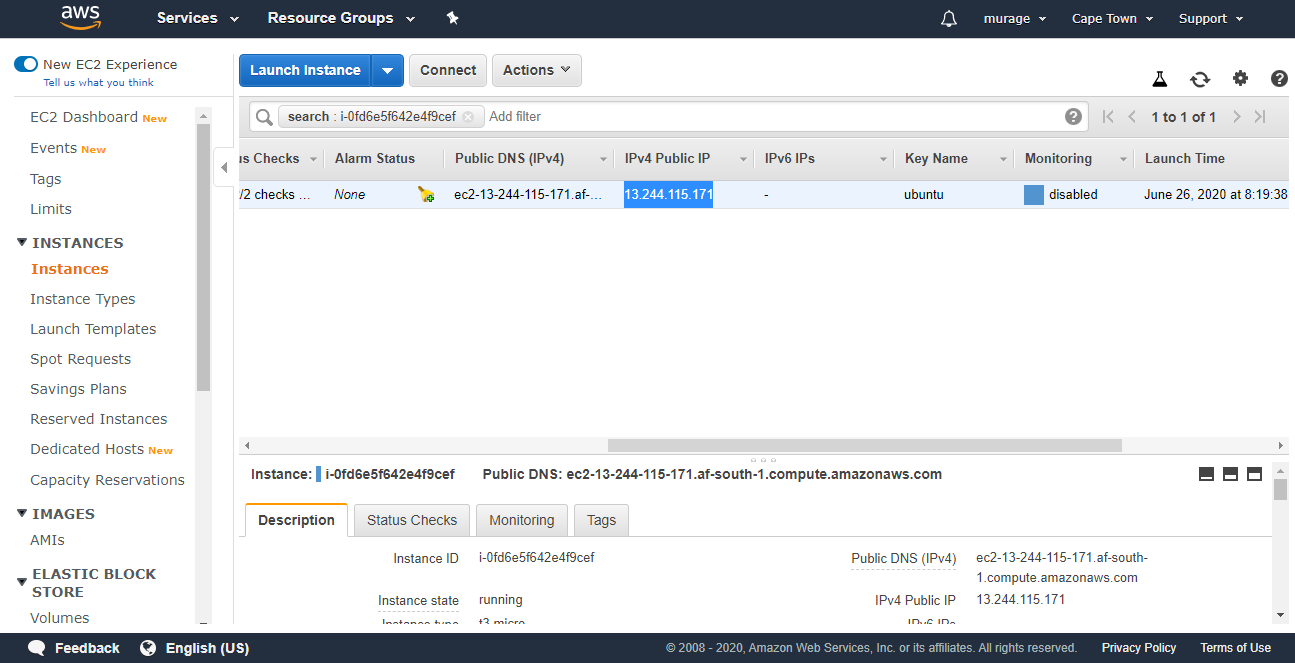 aws Services Resource Groups murage Cape Town Support
New EC2 Experience
Tell us what you think
EC2 Dashboard New
Events New
Tags
Limits
INSTANCES
Instances
Instance Types
Launch Templates
Spot Requests
Savings Plans
Reserved Instances
Dedicated Hosts New
Capacity Reservations
IMAGES
AMIs
ELASTIC BLOCK
STORE
Volumes
Launch Instance Connect Actions
search : i-0fd6e5f642e4f9cef Add filter 1 to 1 of 1
us Checks Alarm Status Public DNS (IPv4) IPv4 Public IP IPv6 IPs Key Name Monitoring Launch Time
/2 checks ... None ec2-13-244-115-171.af-... 13.244.115.171 - ubuntu disabled June 26, 2020 at 8:19:38
Instance: i-0fd6e5f642e4f9cef Public DNS: ec2-13-244-115-171.af-south-1.compute.amazonaws.com
Description Status Checks Monitoring Tags
Instance ID i-0fd6e5f642e4f9cef Public DNS (IPv4) ec2-13-244-115-171.af-south-
1.compute.amazonaws.com
Instance state running IPv4 Public IP 13.244.115.171
Instance type t3.micro IPv6 IPs
Feedback English (US) © 2008 - 2020, Amazon Web Services, Inc. or its affiliates. All rights reserved. Privacy Policy Terms of Use